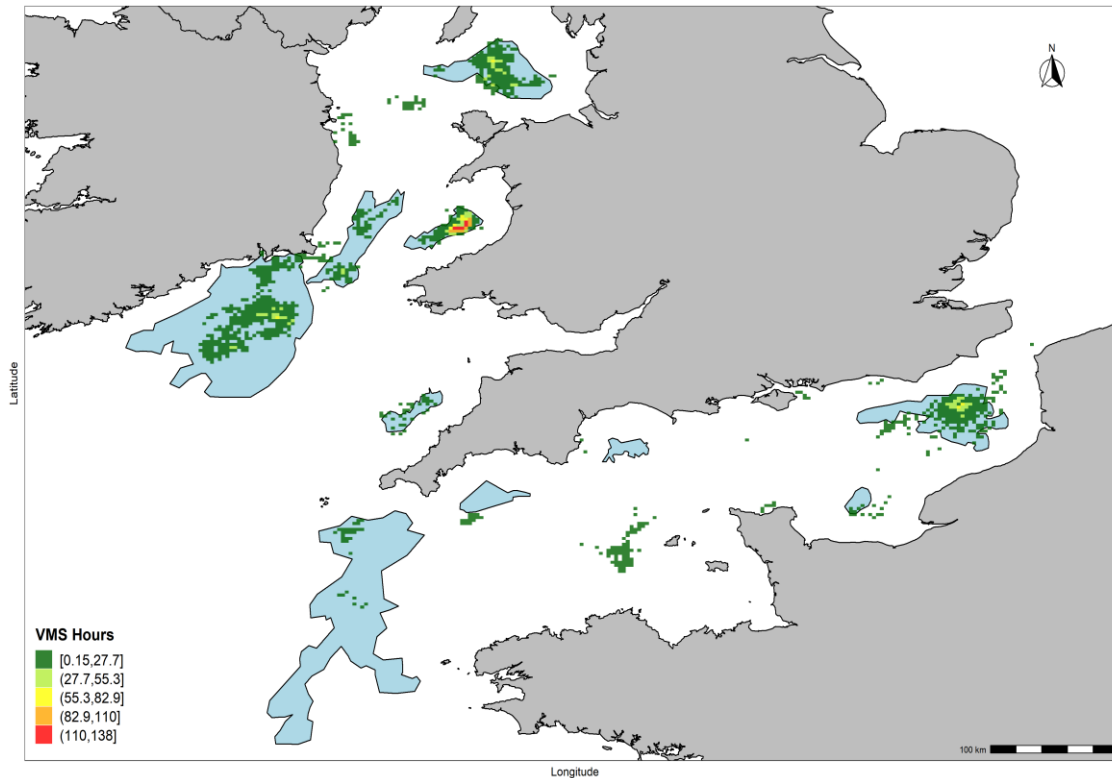 N
Latitude
VMS Hours
[0.15,27.7]
(27.7,55.3]
(55.3,82.9]
(82.9,110]
(110,138]
100 km
Longitude